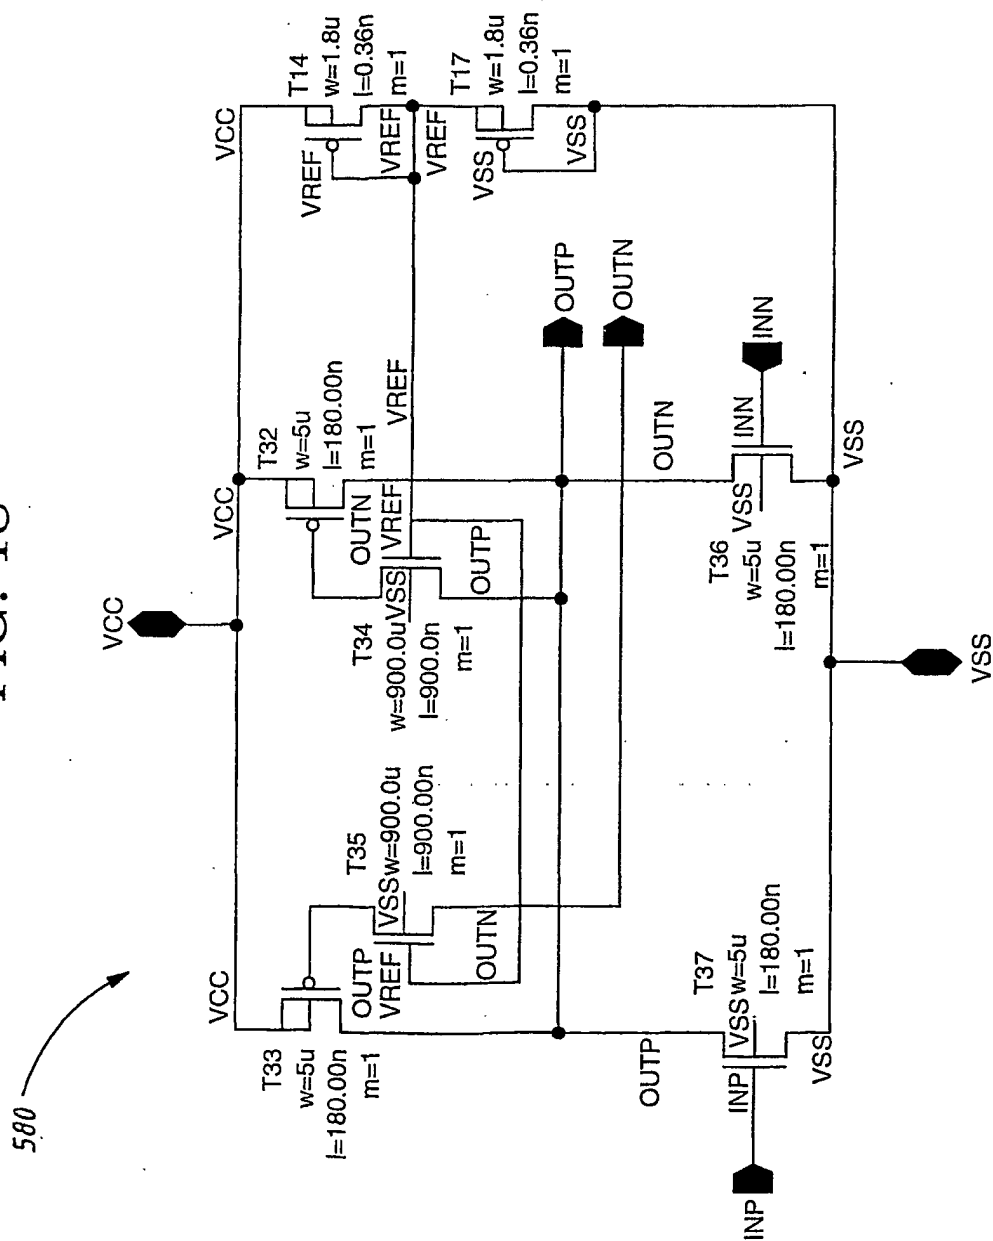 580
VCC
VCC
VCC
VCC
T33
w=5u
l=180.00n
m=1
OUTP
VREF
T35
VSS
w=900.0u
l=900.00n
m=1
OUTN
T34
w=900.0u
l=900.0n
m=1
VSS
OUTN
VREF
OUTP
T32
w=5u
l=180.00n
m=1
VREF
T14
w=1.8u
l=0.36n
m=1
VREF
VREF
VREF
T17
w=1.8u
l=0.36n
m=1
VSS
VSS
OUTP
OUTN
OUTP
OUTN
INP
INP
T37
VSS
w=5u
l=180.00n
m=1
VSS
T36
w=5u
l=180.00n
m=1
VSS
INN
INN
VSS
VSS